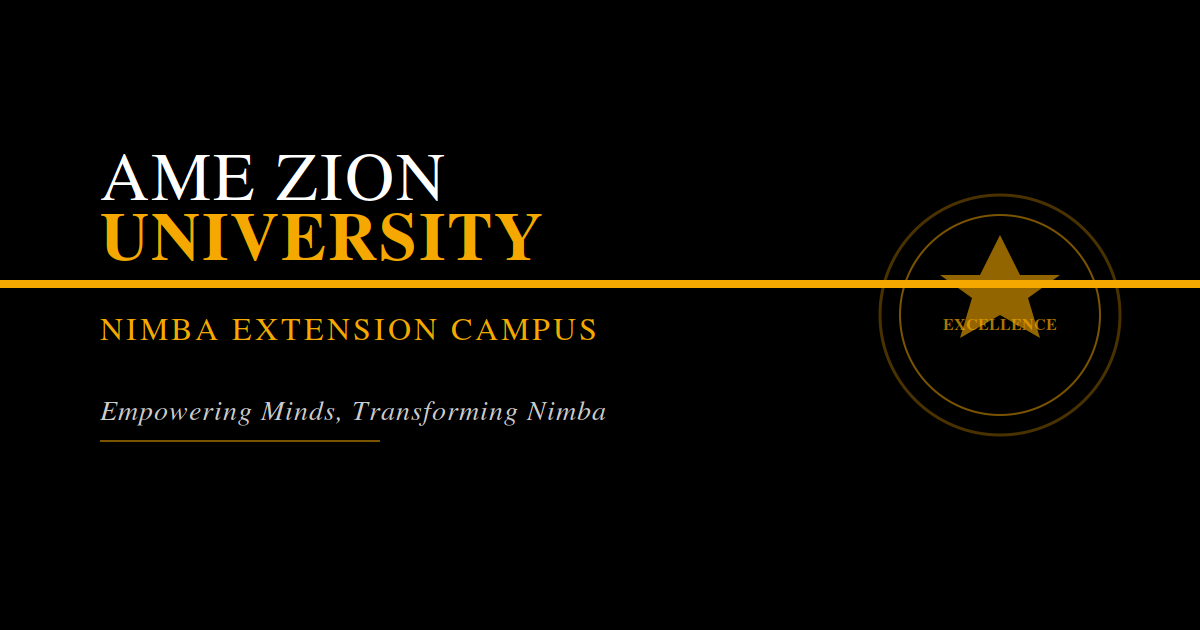 AME ZION
UNIVERSITY
NIMBA EXTENSION CAMPUS
Empowering Minds, Transforming Nimba
EXCELLENCE